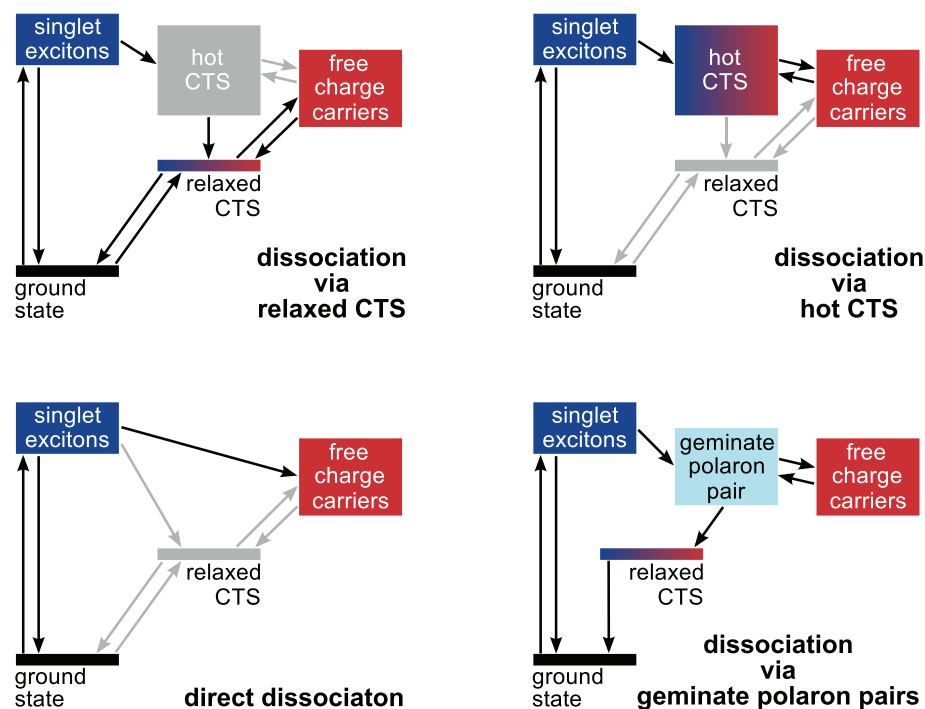 singlet
excitons
hot
CTS
free
charge
carriers
relaxed
CTS
ground
state
dissociation
via
relaxed CTS
singlet
excitons
hot
CTS
free
charge
carriers
relaxed
CTS
ground
state
dissociation
via
hot CTS
singlet
excitons
free
charge
carriers
relaxed
CTS
ground
state
direct dissociaton
singlet
excitons
geminate
polaron
pair
free
charge
carriers
relaxed
CTS
ground
state
dissociation
via
geminate polaron pairs